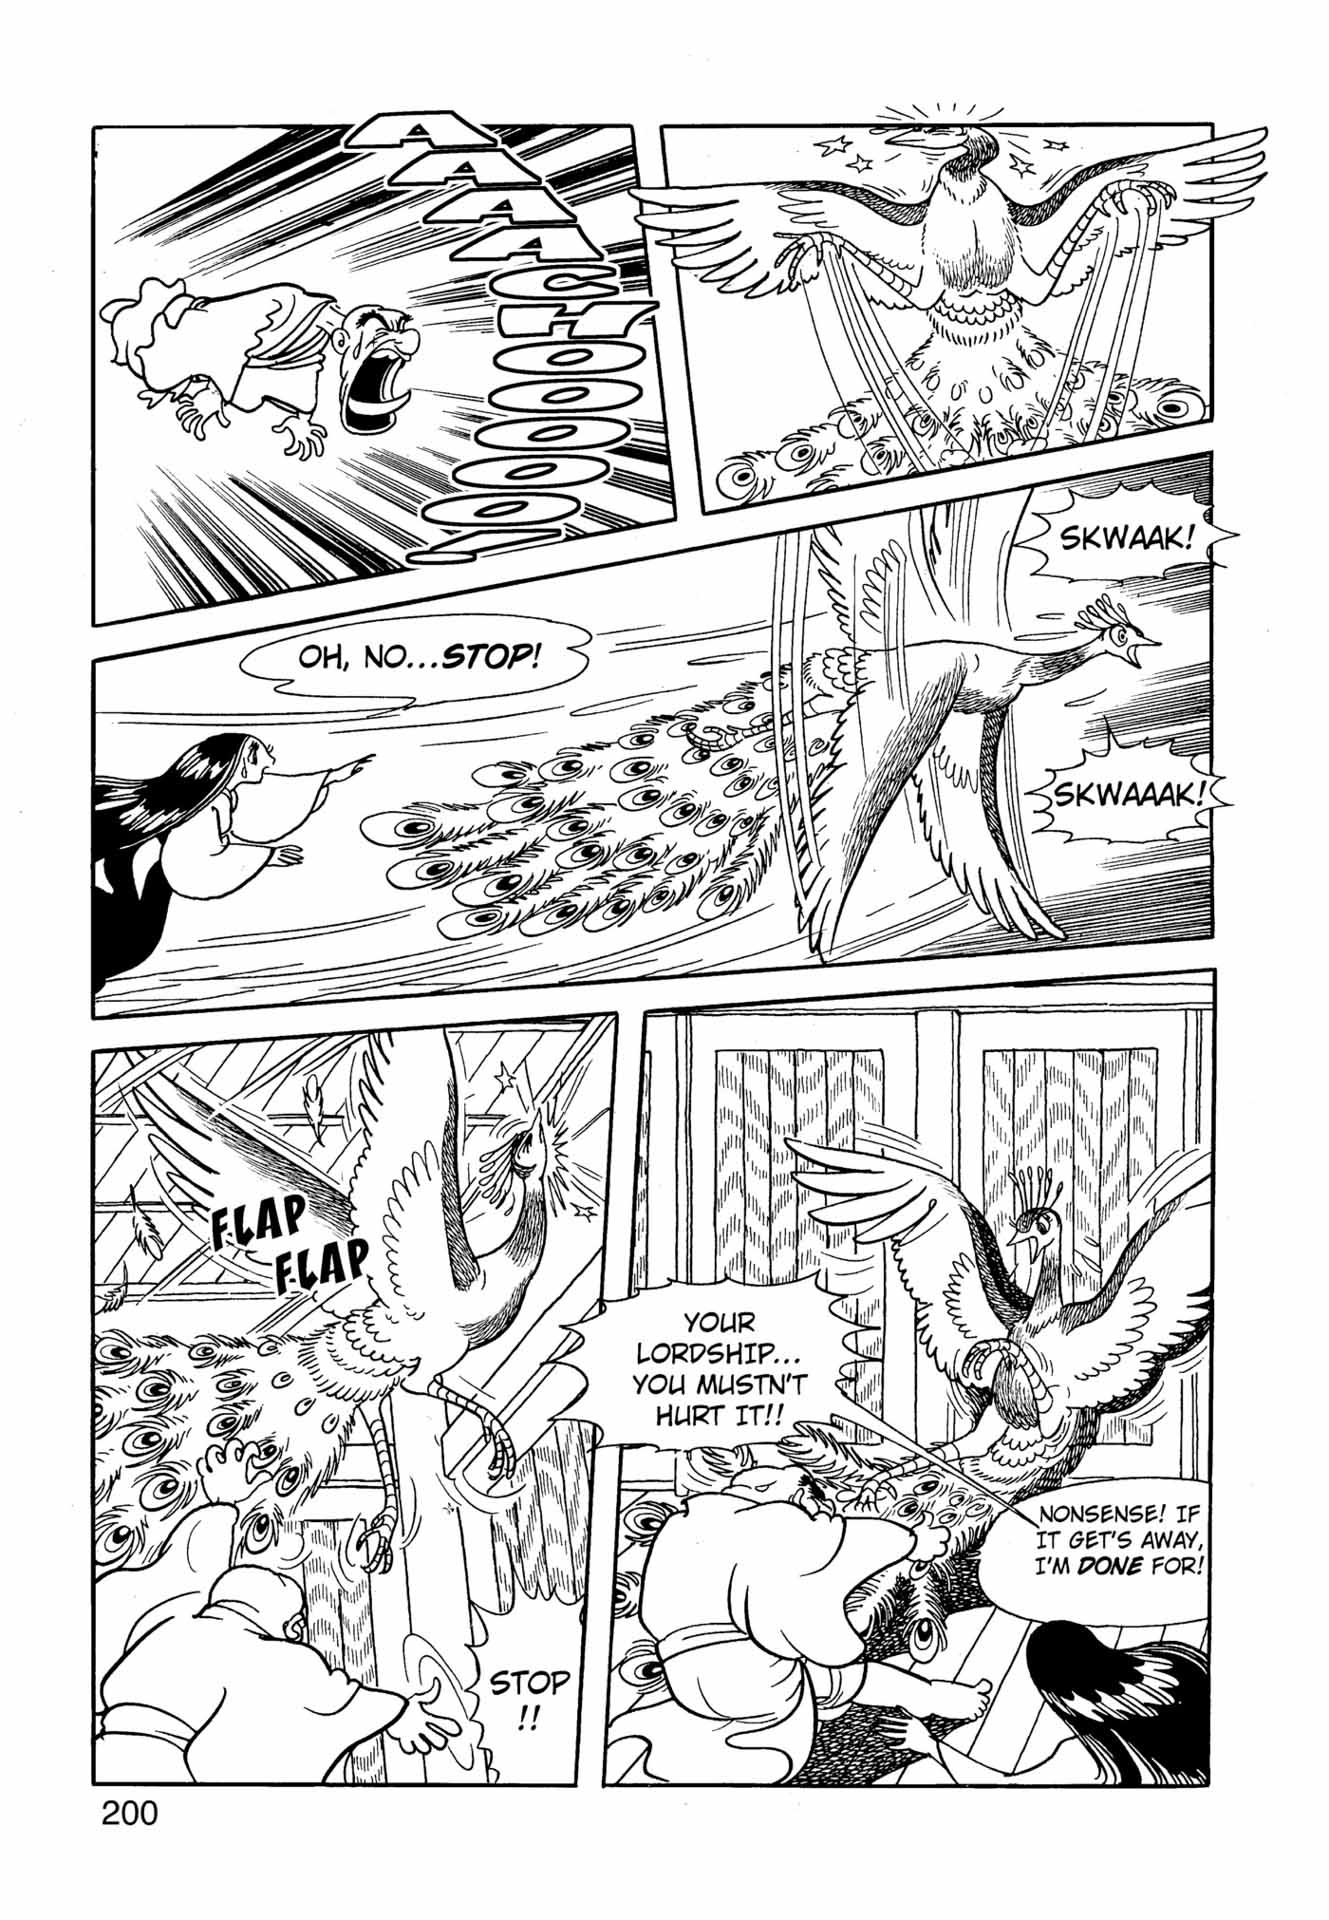 AAAACHOOOOO!
SKWAAK!
OH, NO...STOP!
SKWAAAK!
FLAP
FLAP
STOP
!!
YOUR
LORDSHIP...
YOU MUSTN'T
HURT IT!!
NONSENSE! IF
IT GET'S AWAY,
I'M DONE FOR!
200